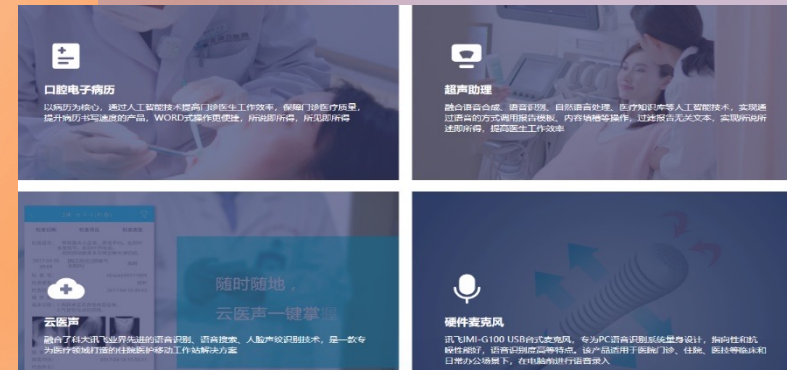 口腔电子病历
以病历为核心，通过人工智能技术提高门诊医生工作效率，保障门诊医疗质量，
提升病历书写速度的产品，WORD式操作更便捷，所说即所得，所见即所得
超声助理
融合语音合成、语音识别、自然语言处理、医疗知识库等人工智能技术，实现通
过语音的方式调用报告模板、内容填槽等操作，过滤报告无关文本，实现所说所
述即所得，提高医生工作效率
随时随地，
云医声一键掌握
云医声
融合了科大讯飞业界先进的语音识别、语音搜索、人脸声纹识别技术，是一款专
为医疗领域打造的住院医护移动工作站解决方案
硬件麦克风
讯飞IMI-G100 USB台式麦克风，专为PC语音识别系统量身设计，指向性和抗
噪性能好，语音识别度高等特点。该产品适用于医院门诊、住院、医技等临床和
日常办公场景下，在电脑前进行语音录入